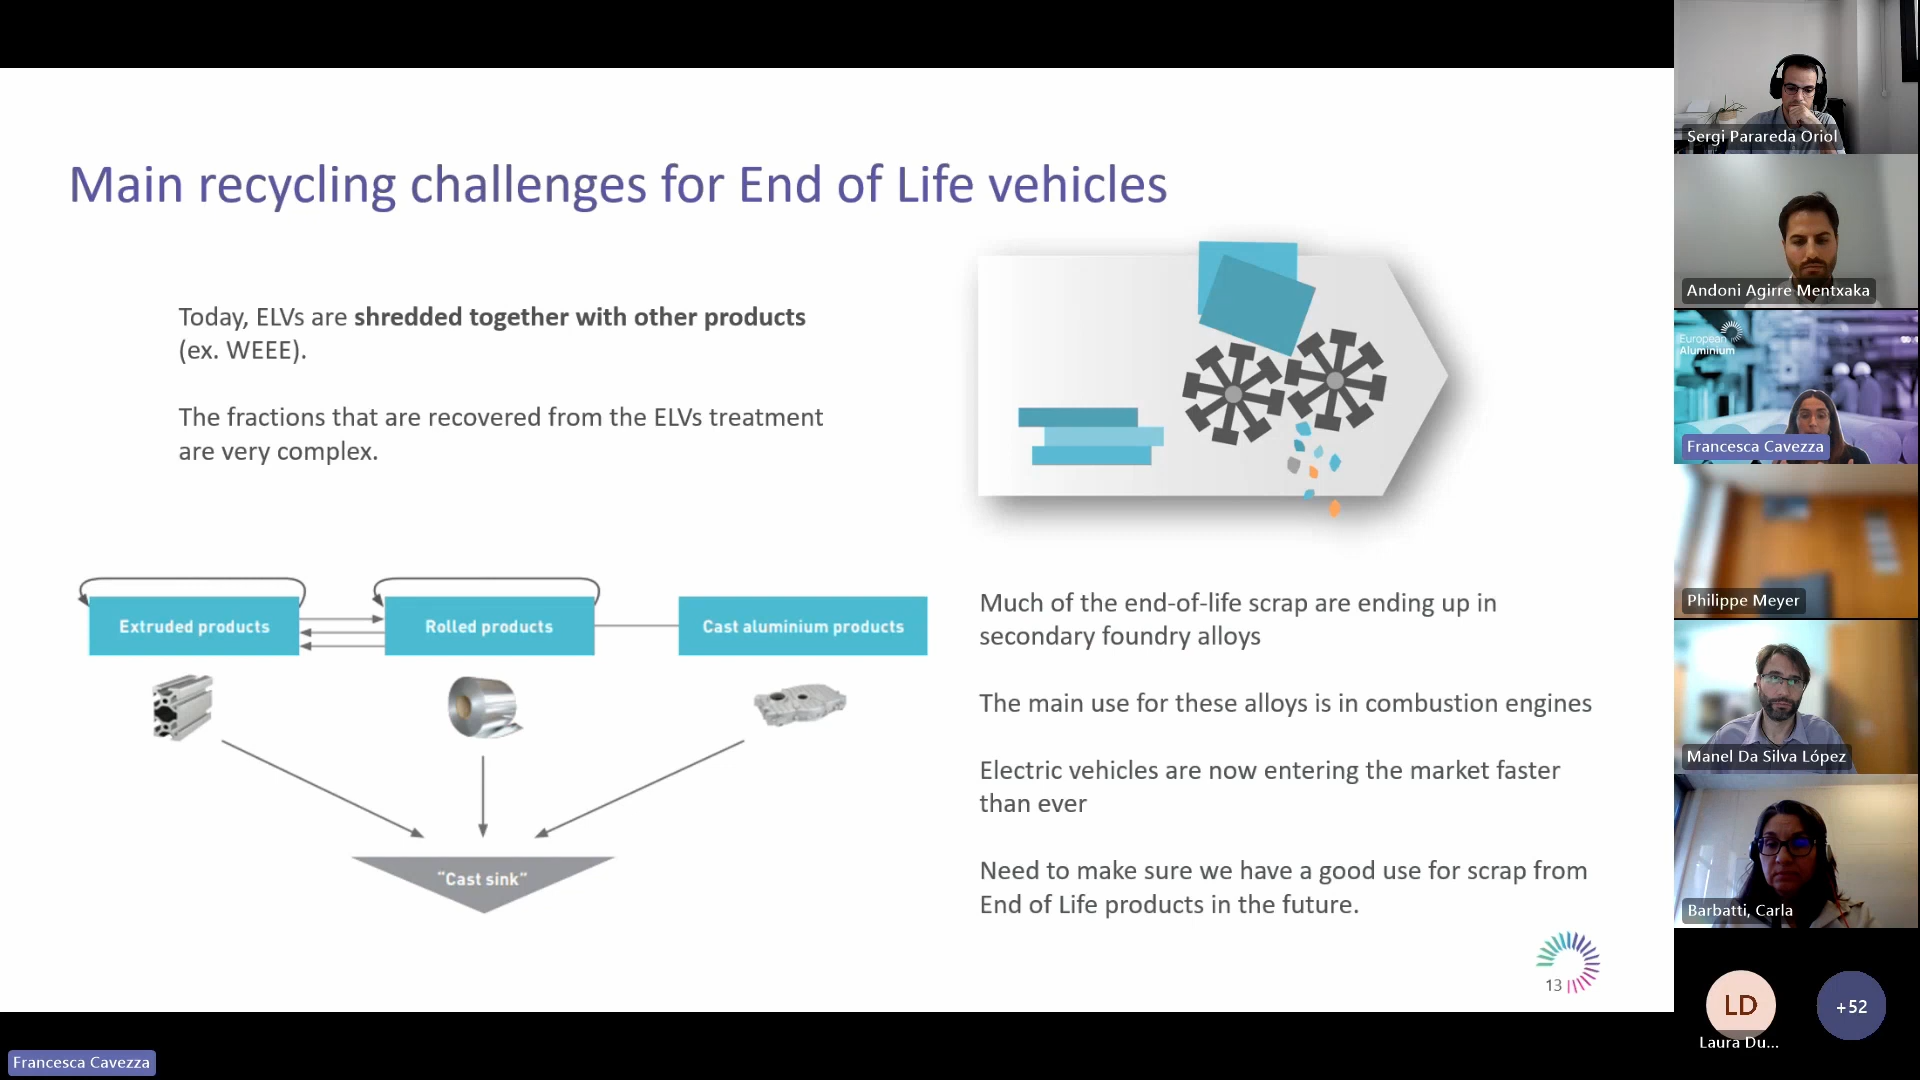 Main recycling challenges for End of Life vehicles
Today, ELVs are shredded together with other products
(ex. WEEE).
The fractions that are recovered from the ELVs treatment
are very complex.
Extruded products
Rolled products
Cast aluminium products
"Cast sink"
Much of the end-of-life scrap are ending up in
secondary foundry alloys
The main use for these alloys is in combustion engines
Electric vehicles are now entering the market faster
than ever
Need to make sure we have a good use for scrap from
End of Life products in the future.
13
Sergi Parareda Oriol
Andoni Agirre Mentxaka
European
Aluminium
Francesca Cavezza
Philippe Meyer
Manel Da Silva López
Barbatti, Carla
LD
Laura Du...
+52
Francesca Cavezza